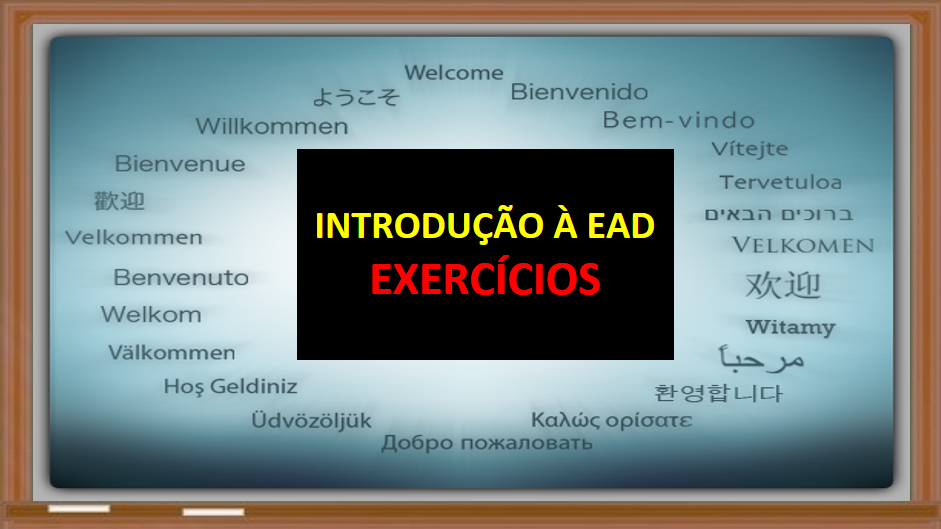 Welcome
ようこそ
Bienvenido
Willkommen
Bem-vindo
Bienvenue
Vítejte
歡迎
Tervetuloa
ברוכים הבאים
Velkommen
VELKOMEN
INTRODUÇÃO À EAD
EXERCÍCIOS
Benvenuto
欢迎
Welkom
Witamy
Välkommen
مرحباً
Hoş Geldiniz
환영합니다
Üdvözöljük
Καλώς ορίσατε
Добро пожаловать